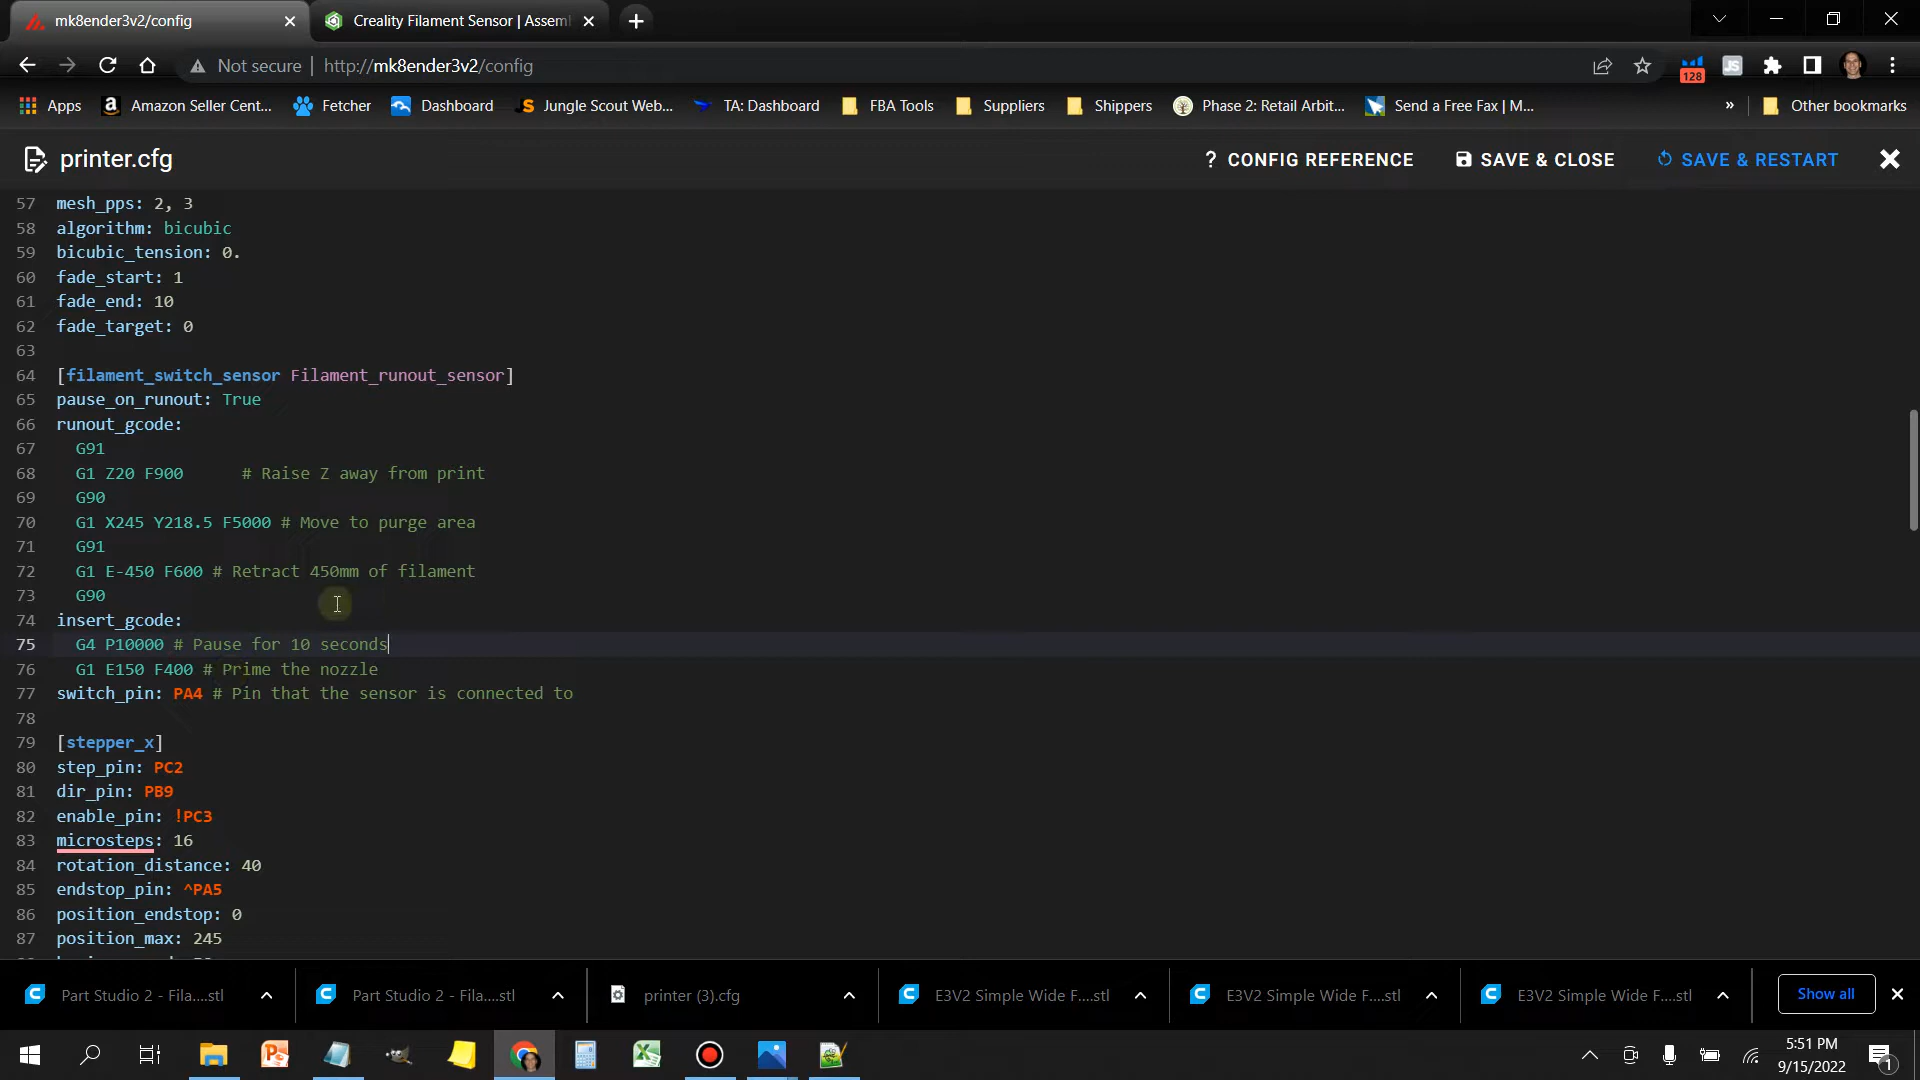 mk8ender3v2/config
Creality Filament Sensor | Assem
Not secure | http://mk8ender3v2/config
128
JS
Apps
Amazon Seller Cent...
Fetcher
Dashboard
Jungle Scout Web...
TA: Dashboard
FBA Tools
Suppliers
Shippers
Phase 2: Retail Arbit...
Send a Free Fax | M...
»
Other bookmarks
printer.cfg
? CONFIG REFERENCE
SAVE & CLOSE
SAVE & RESTART
57 mesh_pps: 2, 3
58 algorithm: bicubic
59 bicubic_tension: 0.
60 fade_start: 1
61 fade_end: 10
62 fade_target: 0
63
64 [filament_switch_sensor Filament_runout_sensor]
65 pause_on_runout: True
66 runout_gcode:
67 G91
68 G1 Z20 F900 # Raise Z away from print
69 G90
70 G1 X245 Y218.5 F5000 # Move to purge area
71 G91
72 G1 E-450 F600 # Retract 450mm of filament
73 G90
74 insert_gcode:
75 G4 P10000 # Pause for 10 seconds
76 G1 E150 F400 # Prime the nozzle
77 switch_pin: PA4 # Pin that the sensor is connected to
78
79 [stepper_x]
80 step_pin: PC2
81 dir_pin: PB9
82 enable_pin: !PC3
83 microsteps: 16
84 rotation_distance: 40
85 endstop_pin: ^PA5
86 position_endstop: 0
87 position_max: 245
Part Studio 2 - Fila....stl
Part Studio 2 - Fila....stl
printer (3).cfg
E3V2 Simple Wide F....stl
E3V2 Simple Wide F....stl
E3V2 Simple Wide F....stl
Show all
5:51 PM
9/15/2022
1